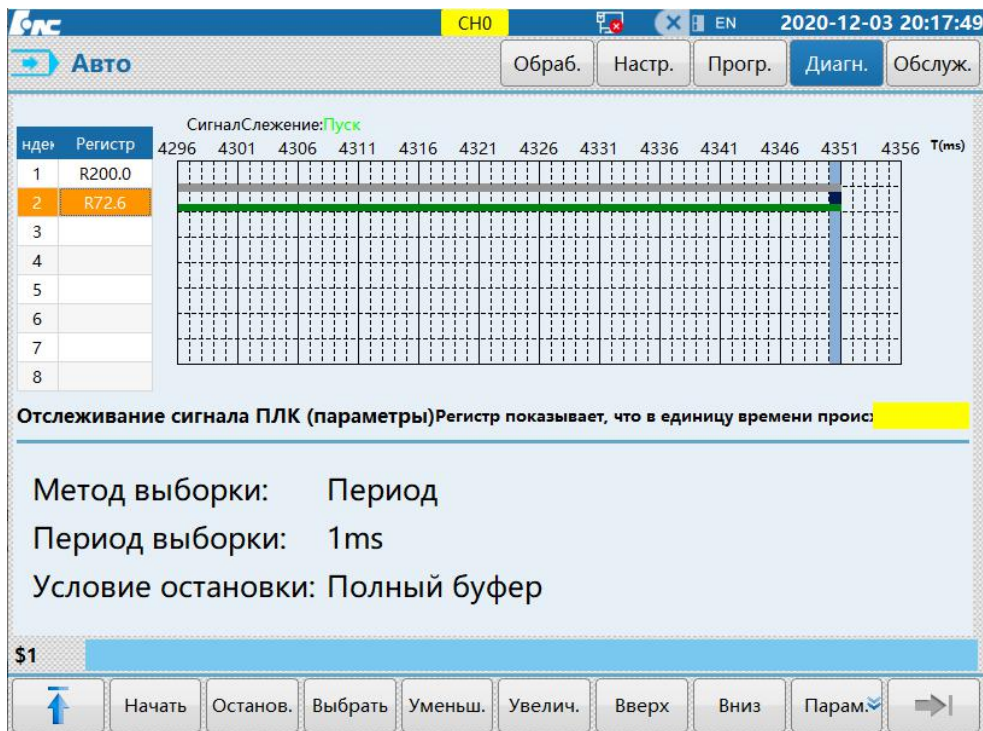 CH0 EN 2020-12-03 20:17:49
Авто Обраб. Настр. Прогр. Диагн. Обслуж.
СигналСлежение:Пуск
ндек Регистр 4296 4301 4306 4311 4316 4321 4326 4331 4336 4341 4346 4351 4356 T(ms)
1 R200.0
2 R72.6
3
4
5
6
7
8
Отслеживание сигнала ПЛК (параметры)Регистр показывает, что в единицу времени проис
Метод выборки: Период
Период выборки: 1ms
Условие остановки: Полный буфер
$1
Начать Останов. Выбрать Уменьш. Увелич. Вверх Вниз Парам.